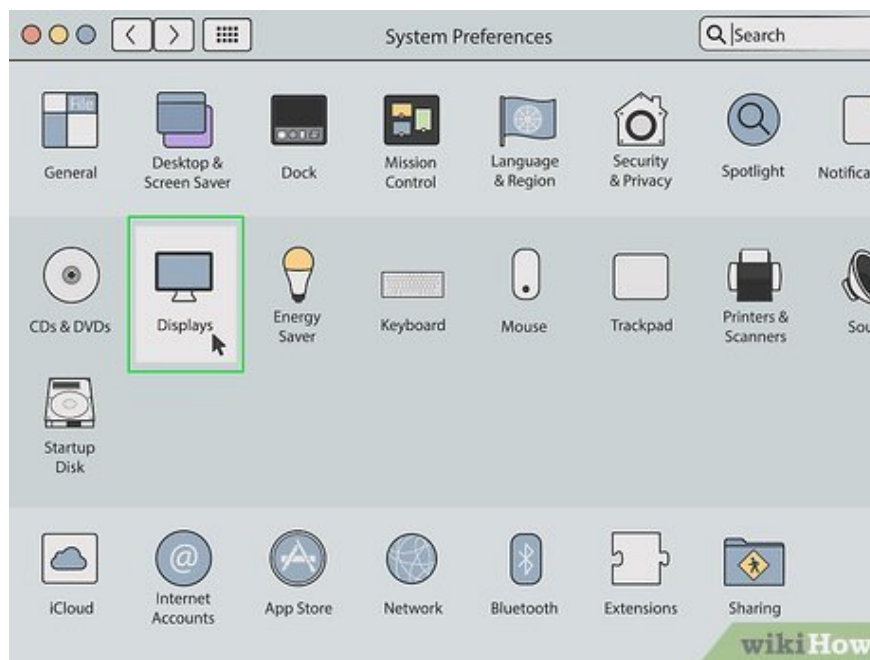 System Preferences
Search
File
General
Desktop &
Screen Saver
Dock
Mission
Control
Language
& Region
Security
& Privacy
Spotlight
Notifica
CDs & DVDs
Displays
Energy
Saver
Keyboard
Mouse
Trackpad
Printers &
Scanners
Sou
Startup
Disk
iCloud
@
Internet
Accounts
App Store
Network
Bluetooth
Extensions
Sharing
wikiHow